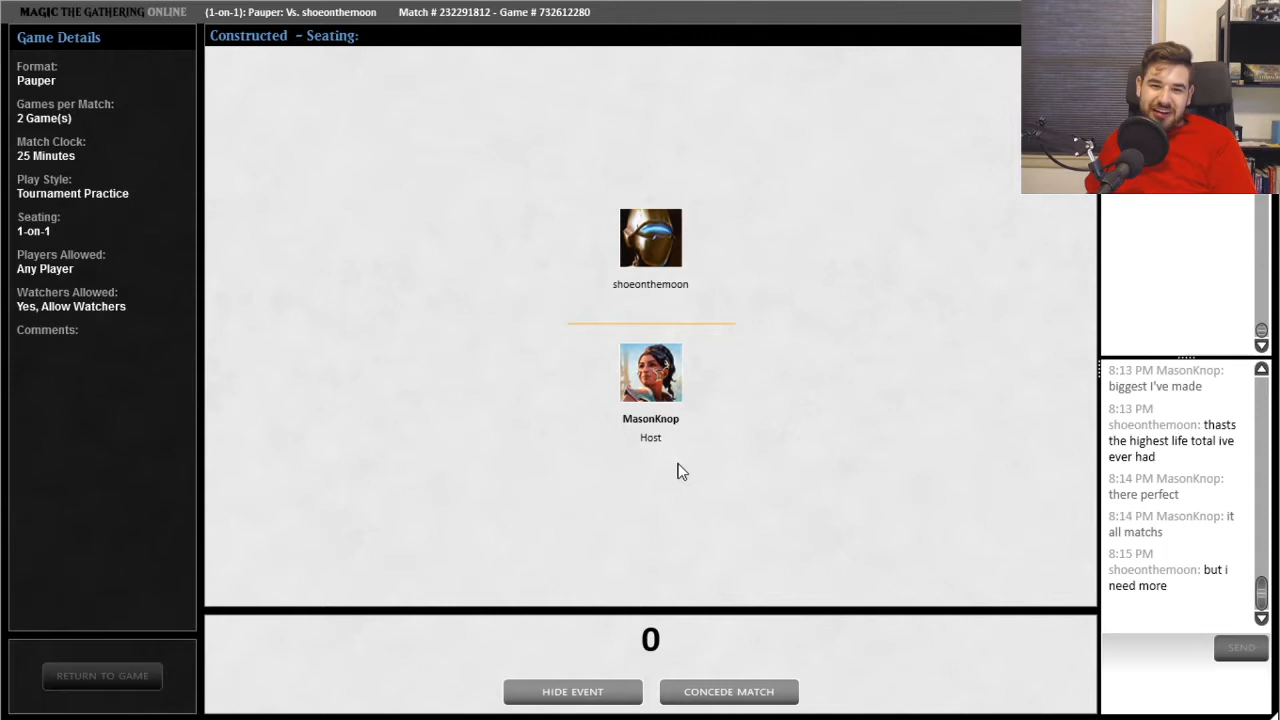 MAGIC THE GATHERING ONLINE
(1-on-1): Pauper: Vs. shoeonthemoon
Match # 232291812 - Game # 732612280
Game Details
Format:
Pauper
Games per Match:
2 Game(s)
Match Clock:
25 Minutes
Play Style:
Tournament Practice
Seating:
1-on-1
Players Allowed:
Any Player
Watchers Allowed:
Yes, Allow Watchers
Comments:
RETURN TO GAME
Constructed - Seating:
shoeonthemoon
MasonKnop
Host
0
HIDE EVENT
CONCEDE MATCH
8:13 PM MasonKnop:
biggest I've made
8:13 PM
shoeonthemoon: thasts
the highest life total ive
ever had
8:14 PM MasonKnop:
there perfect
8:14 PM MasonKnop: it
all matchs
8:15 PM
shoeonthemoon: but i
need more
SEND